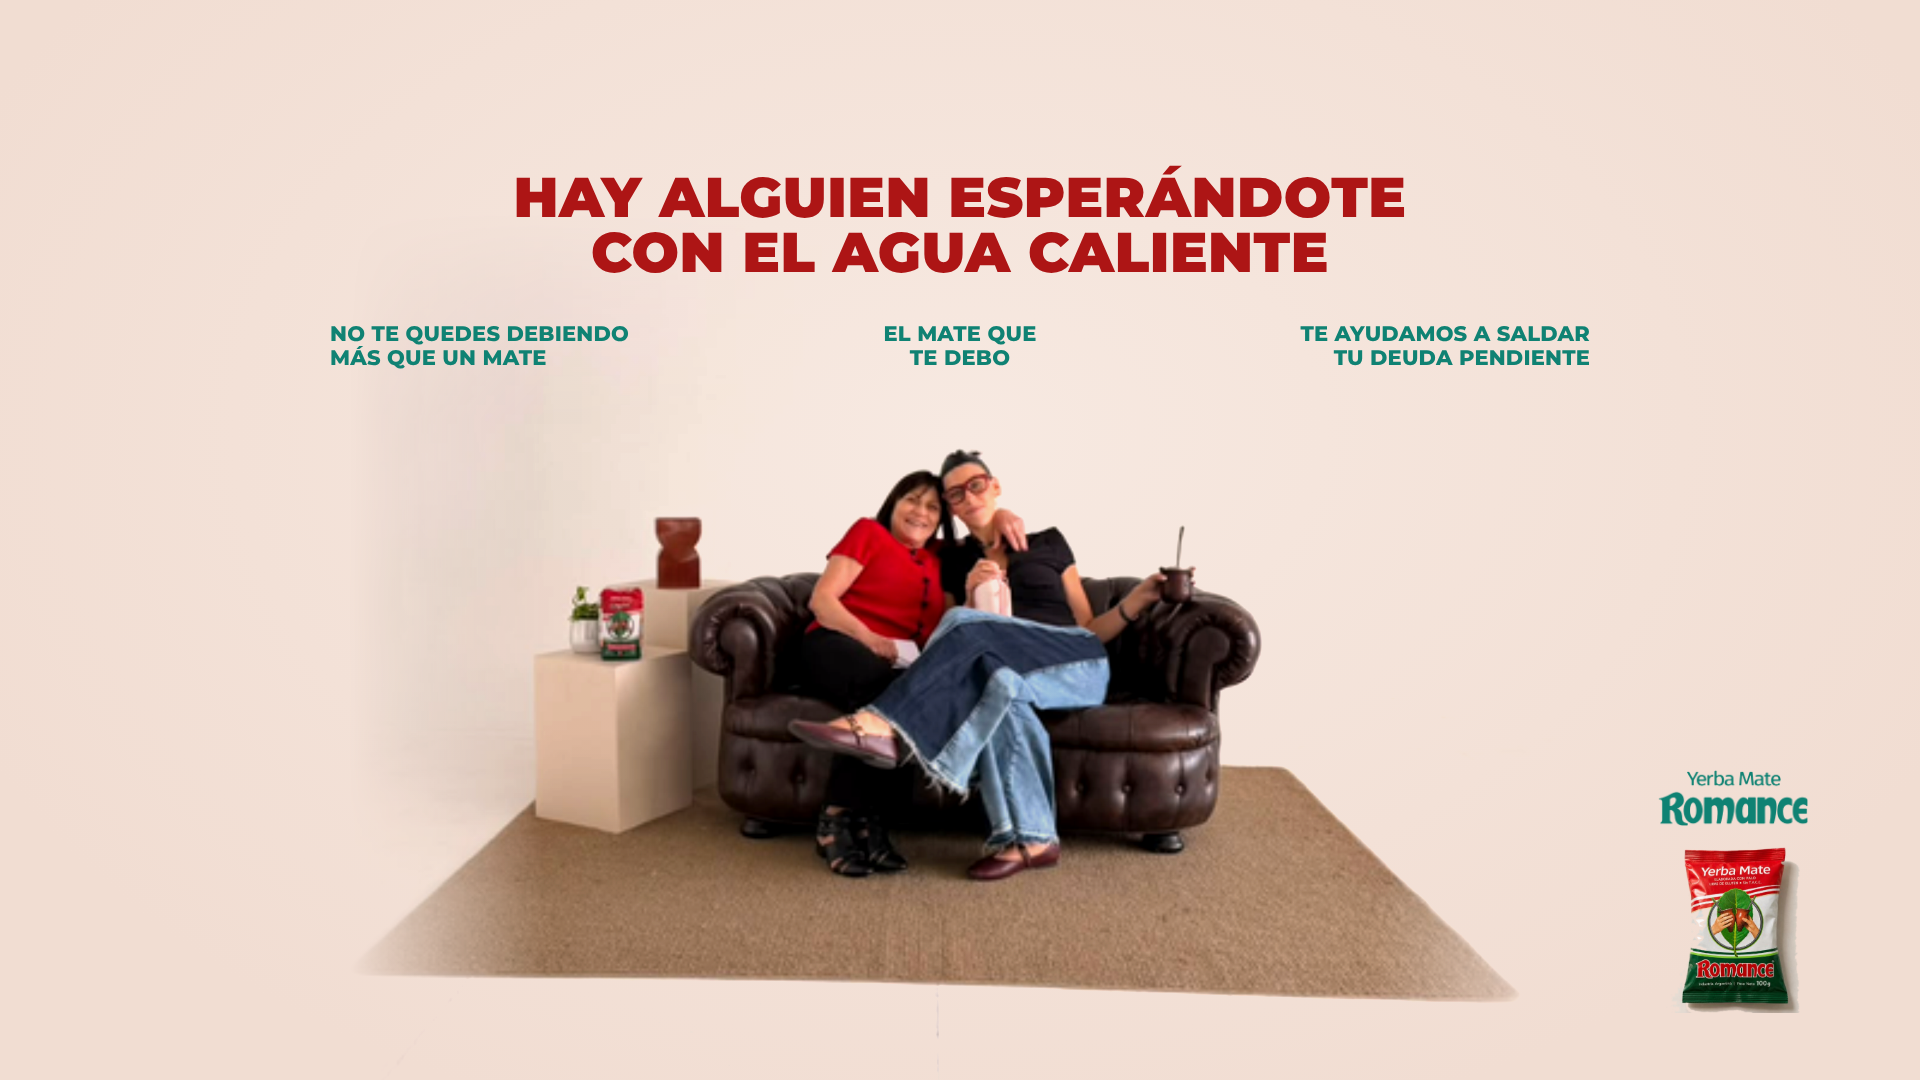 HAY ALGUIEN ESPERÁNDOTE
CON EL AGUA CALIENTE
NO TE QUEDES DEBIENDO
MÁS QUE UN MATE
EL MATE QUE
TE DEBO
TE AYUDAMOS A SALDAR
TU DEUDA PENDIENTE
Yerba Mate
Romance
Yerba Mate
Romance
100g